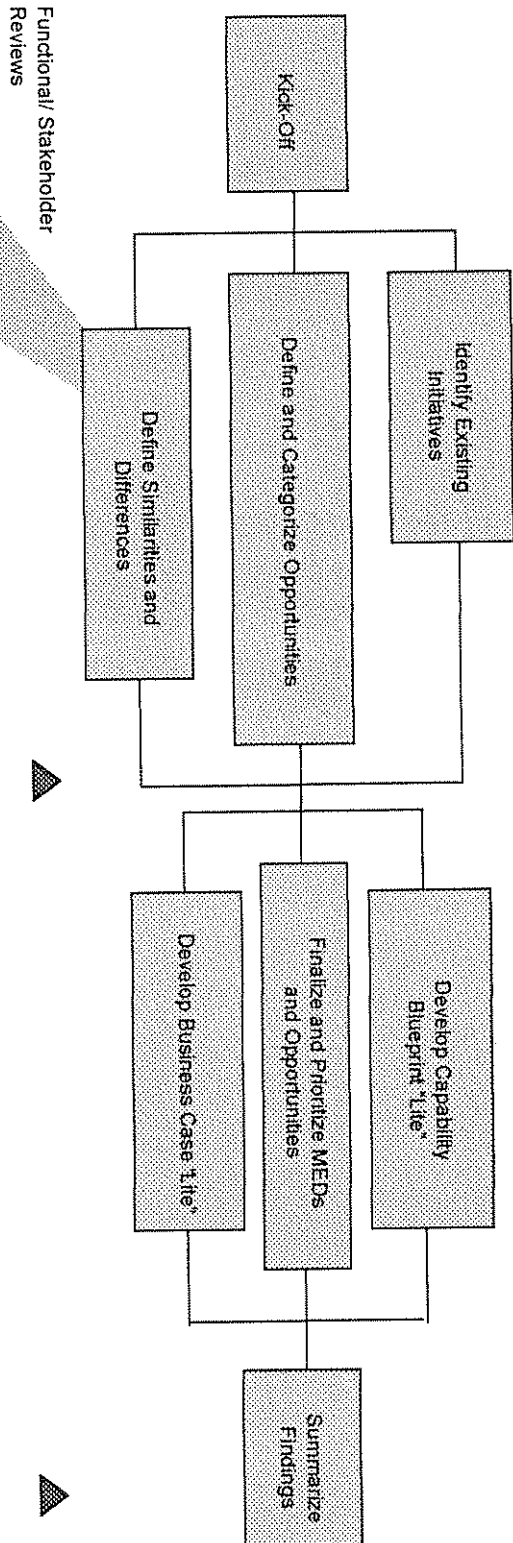 Kick-Off
Identify Existing
Initiatives
Define and Categorize Opportunities
Define Similarities and
Differences
Develop Capability
Blueprint "Lite"
Finalize and Prioritize MEDs
and Opportunities
Develop Business Case "Lite"
Summarize
Findings
Functional/ Stakeholder
Reviews